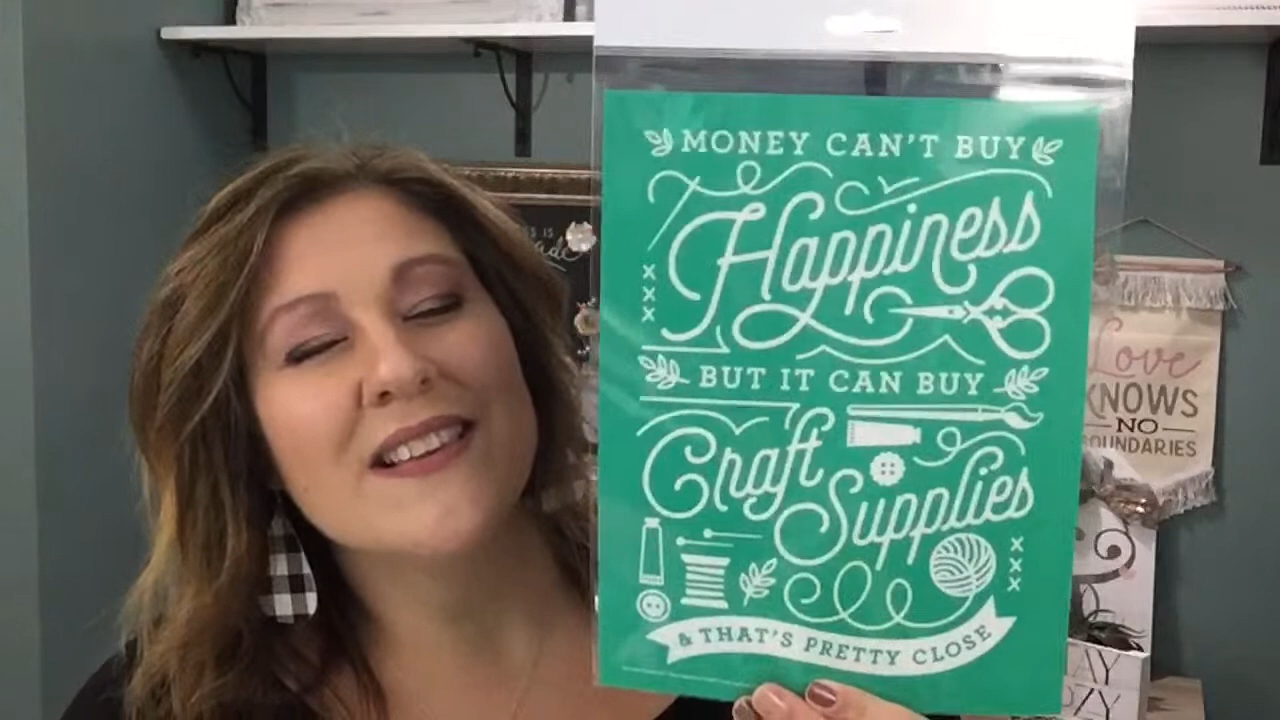 MONEY CAN'T BUY
Happiness
BUT IT CAN BUY
Craft
Supplies
& THAT'S PRETTY CLOSE
Love
KNOWS
NO
BOUNDARIES